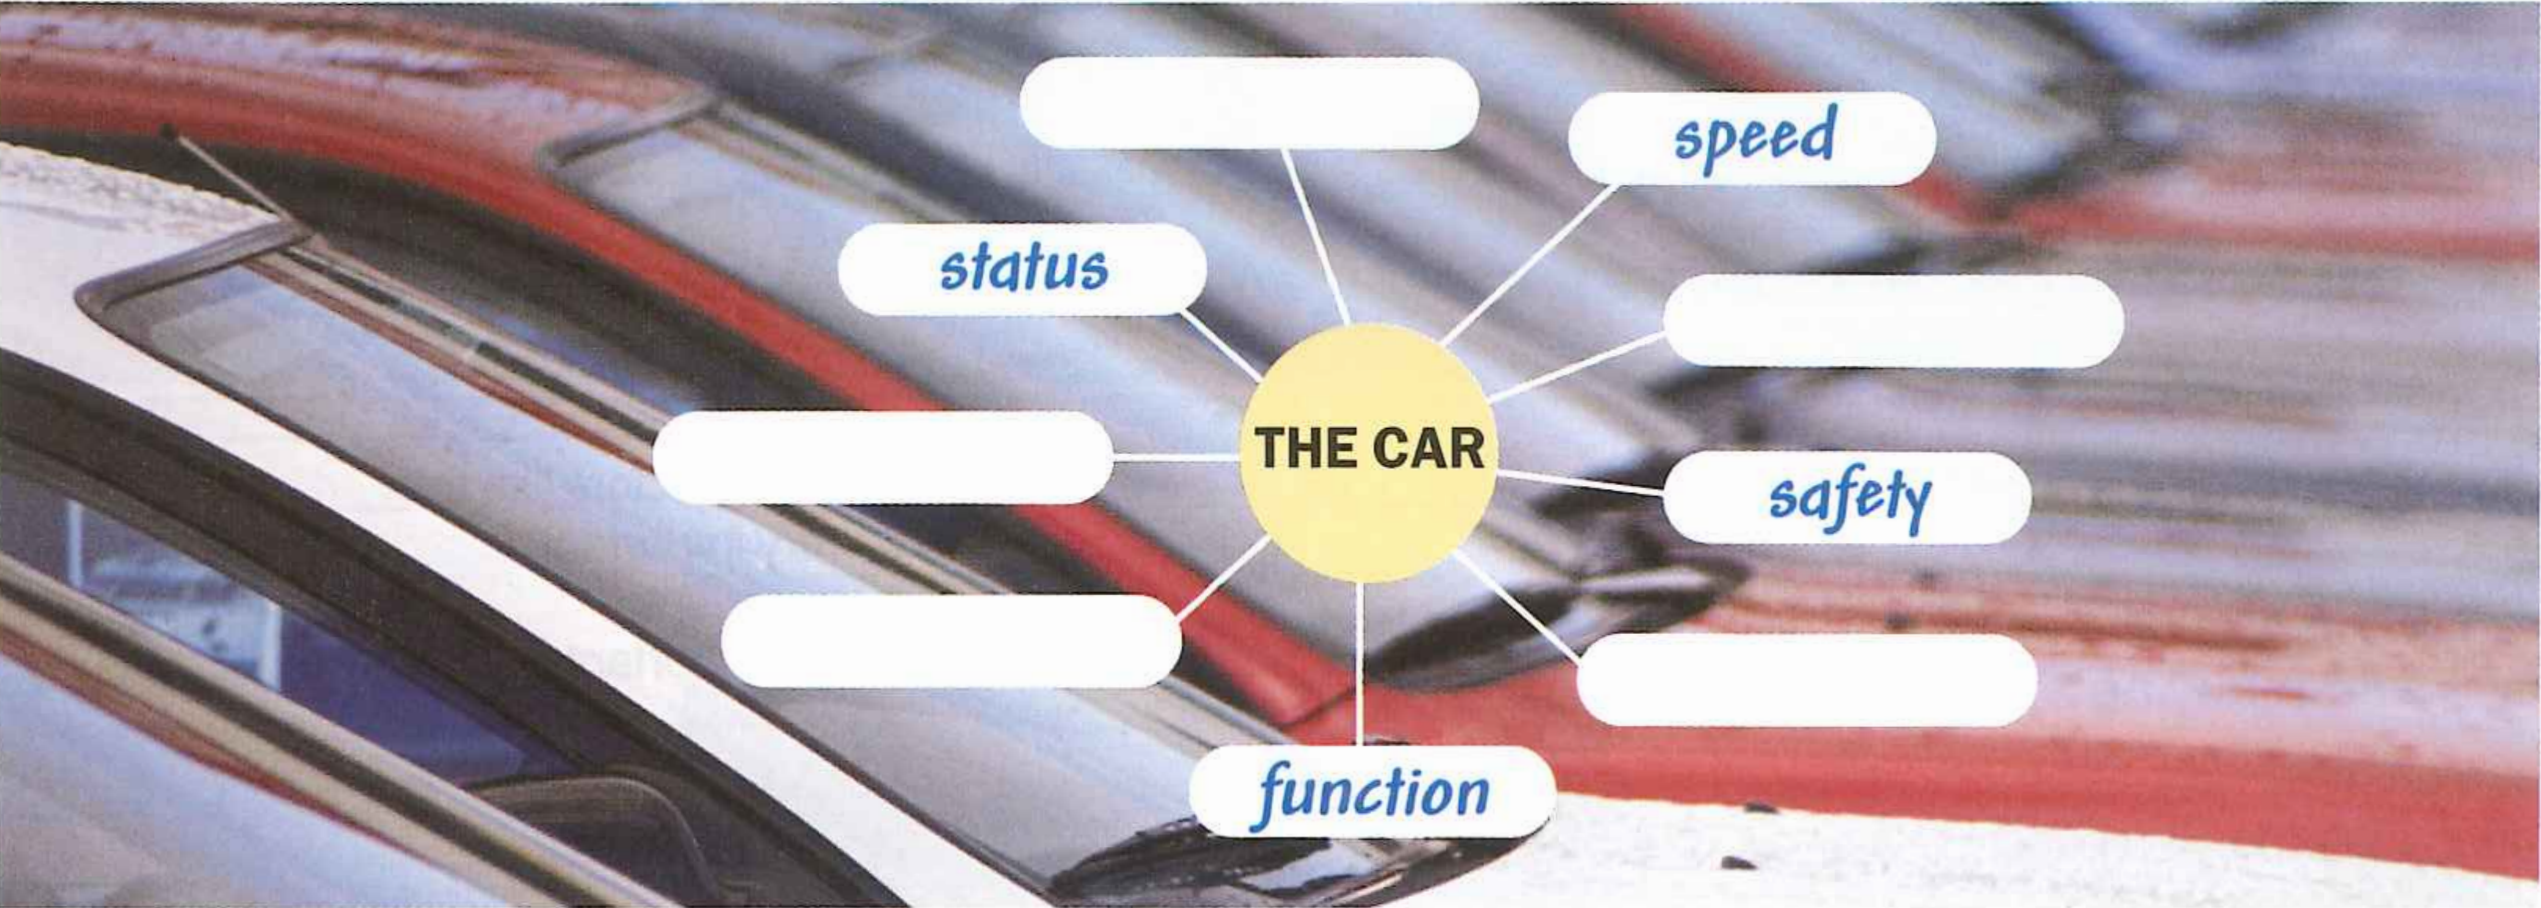 speed
status
THE CAR
safety
function